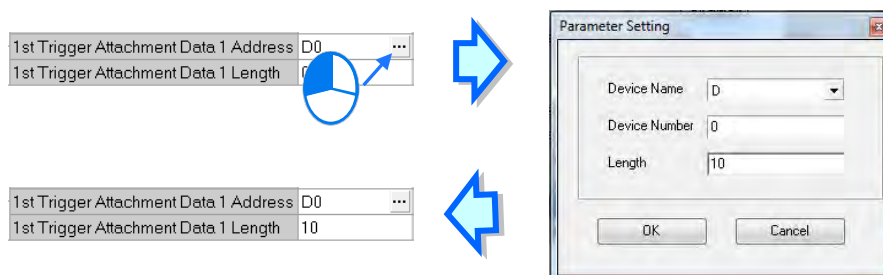 1st Trigger Attachment Data 1 Address D0 ...
1st Trigger Attachment Data 1 Length
Parameter Setting
Device Name D
Device Number 0
Length 10
OK Cancel
1st Trigger Attachment Data 1 Address D0 ...
1st Trigger Attachment Data 1 Length 10